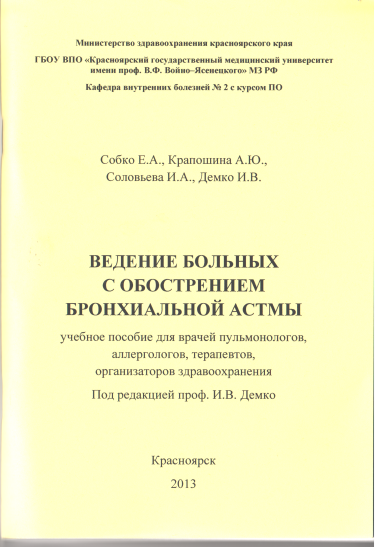 Министерство здравоохранения красноярского края
ГБОУ ВПО «Красноярский государственный медицинский университет
имени проф. В.Ф. Войно–Ясенецкого» МЗ РФ
Кафедра внутренних болезней № 2 с курсом ПО
Собко Е.А., Крапошина А.Ю.,
Соловьева И.А., Демко И.В.
ВЕДЕНИЕ БОЛЬНЫХ
С ОБОСТРЕНИЕМ
БРОНХИАЛЬНОЙ АСТМЫ
учебное пособие для врачей пульмонологов,
аллергологов, терапевтов,
организаторов здравоохранения
Под редакцией проф. И.В. Демко
Красноярск
2013